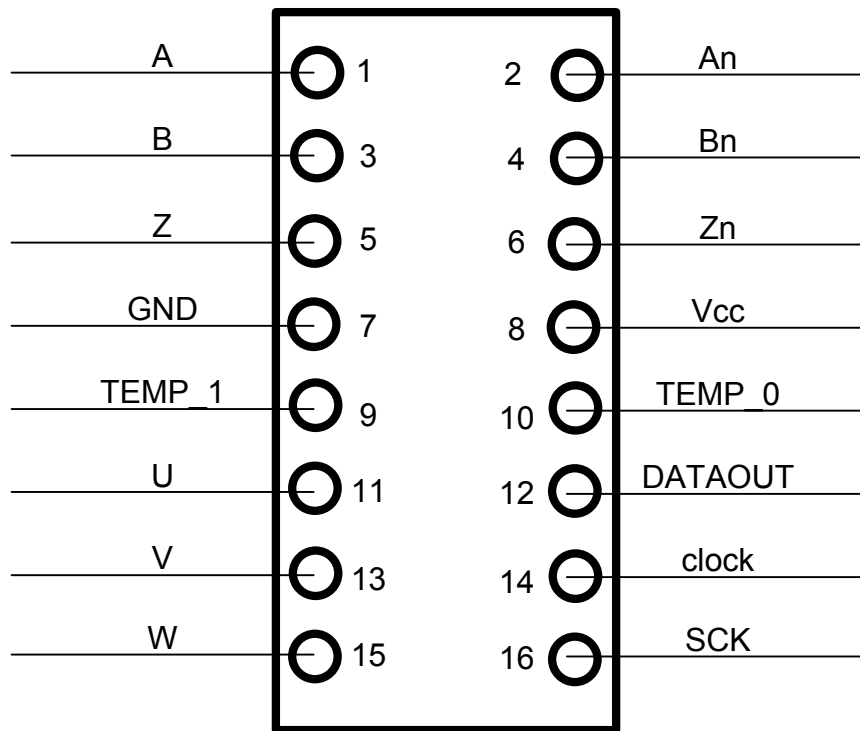 A 1 2 An
B 3 4 Bn
Z 5 6 Zn
GND 7 8 Vcc
TEMP_1 9 10 TEMP_0
U 11 12 DATAOUT
V 13 14 clock
W 15 16 SCK